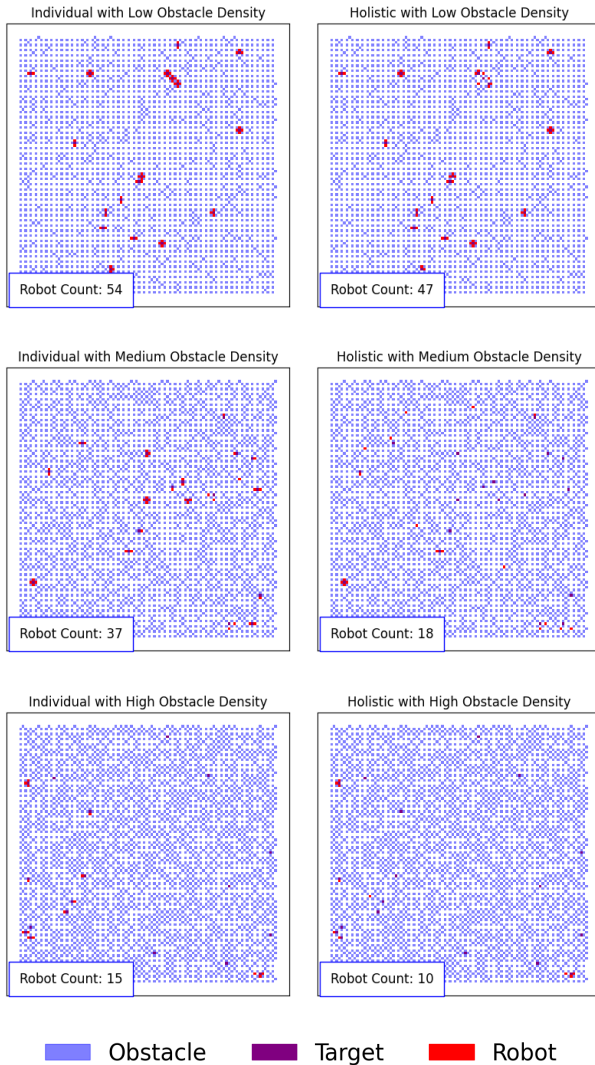 Individual with Low Obstacle Density
Holistic with Low Obstacle Density
Robot Count: 54
Robot Count: 47
Individual with Medium Obstacle Density
Holistic with Medium Obstacle Density
Robot Count: 37
Robot Count: 18
Individual with High Obstacle Density
Holistic with High Obstacle Density
Robot Count: 15
Robot Count: 10
Obstacle
Target
Robot